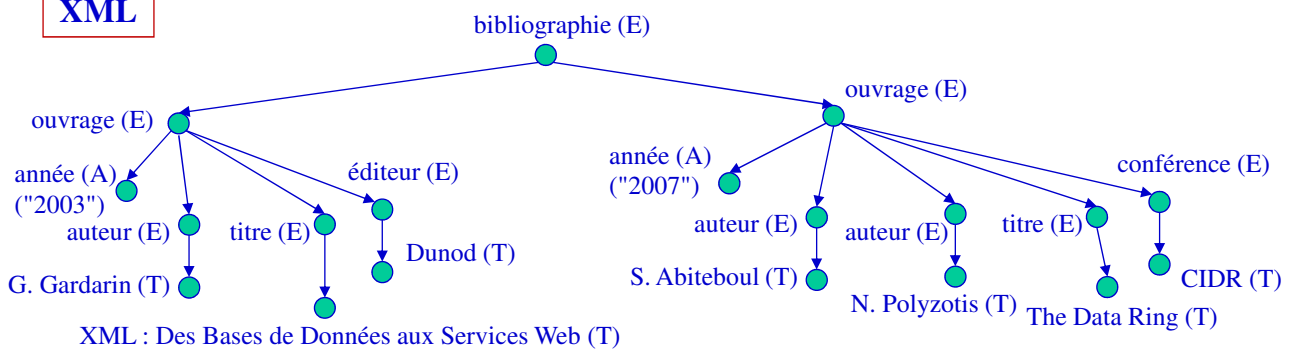 XML
bibliographie (E)
ouvrage (E)
année (A)
("2003")
auteur (E)
G. Gardarin (T)
titre (E)
XML : Des Bases de Données aux Services Web (T)
éditeur (E)
Dunod (T)
ouvrage (E)
année (A)
("2007")
auteur (E)
S. Abiteboul (T)
auteur (E)
N. Polyzotis (T)
titre (E)
The Data Ring (T)
conférence (E)
CIDR (T)